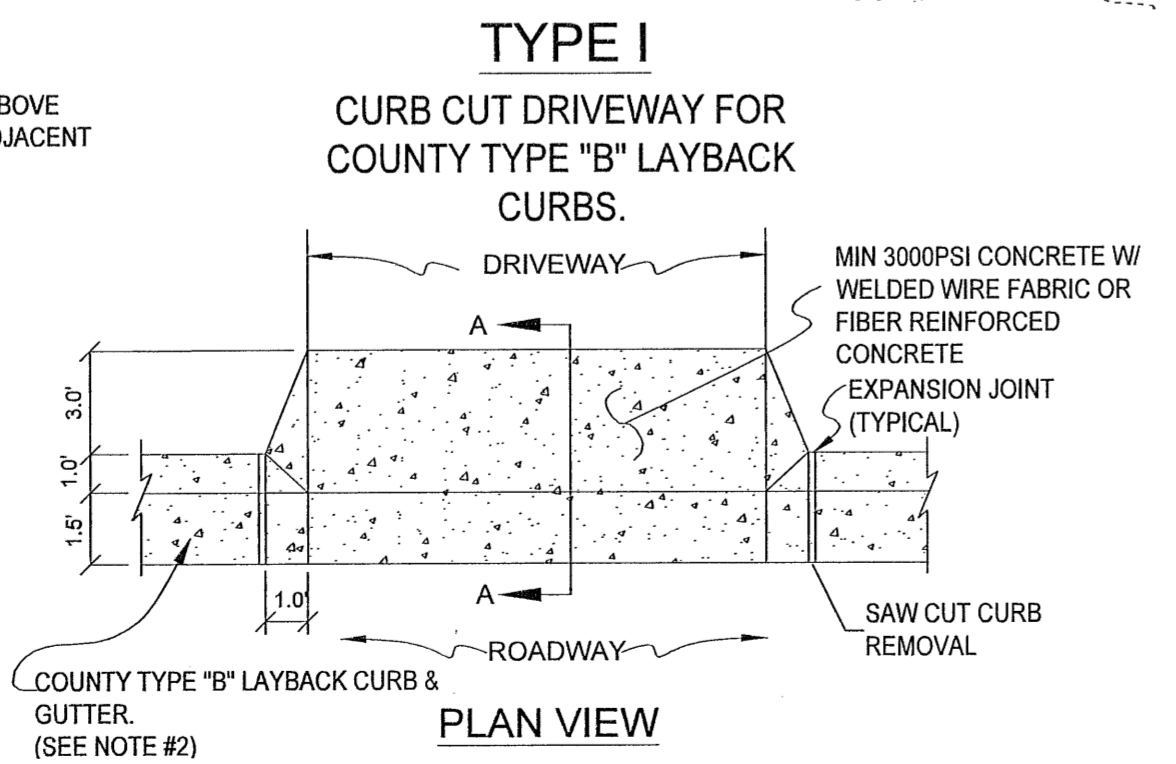 TYPE I
BOVE
DJACENT
CURB CUT DRIVEWAY FOR
COUNTY TYPE "B" LAYBACK
CURBS.
DRIVEWAY
MIN 3000PSI CONCRETE W/
WELDED WIRE FABRIC OR
FIBER REINFORCED
CONCRETE
A
EXPANSION JOINT
(TYPICAL)
3.0'
1.0'
1.5'
1.0'
A
SAW CUT CURB
REMOVAL
ROADWAY
COUNTY TYPE "B" LAYBACK CURB &
GUTTER.
(SEE NOTE #2)
PLAN VIEW